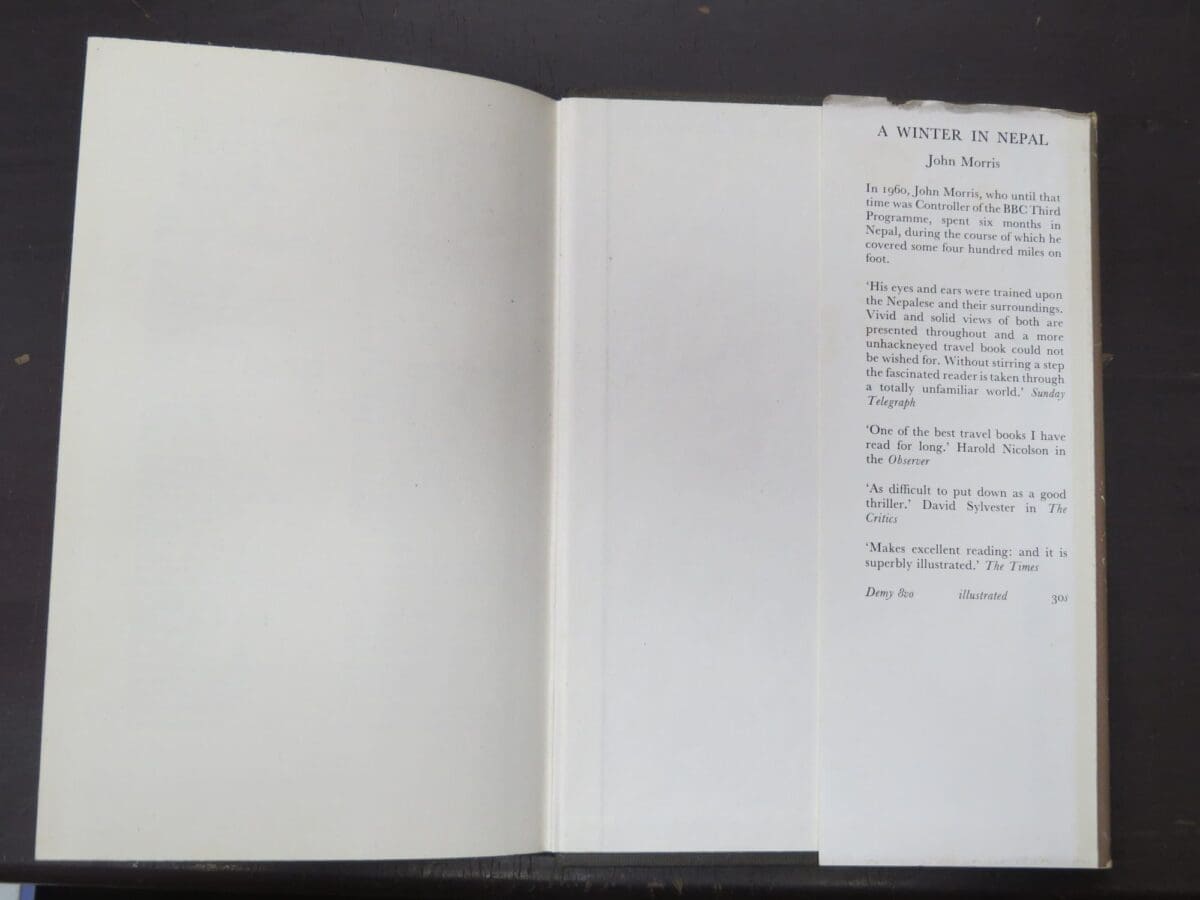 A WINTER IN NEPAL
John Morris
In 1960, John Morris, who until that
time was Controller of the BBC Third
Programme, spent six months in
Nepal, during the course of which he
covered some four hundred miles on
foot.
‘His eyes and ears were trained upon
the Nepalese and their surroundings.
Vivid and solid views of both are
presented throughout and a more
unhackneyed travel book could not
be wished for. Without stirring a step
the fascinated reader is taken through
a totally unfamiliar world.’ Sunday
Telegraph
‘One of the best travel books I have
read for long.’ Harold Nicolson in
the Observer
‘As difficult to put down as a good
thriller.’ David Sylvester in The
Critics
‘Makes excellent reading: and it is
superbly illustrated.’ The Times
Demy 8vo illustrated 30s